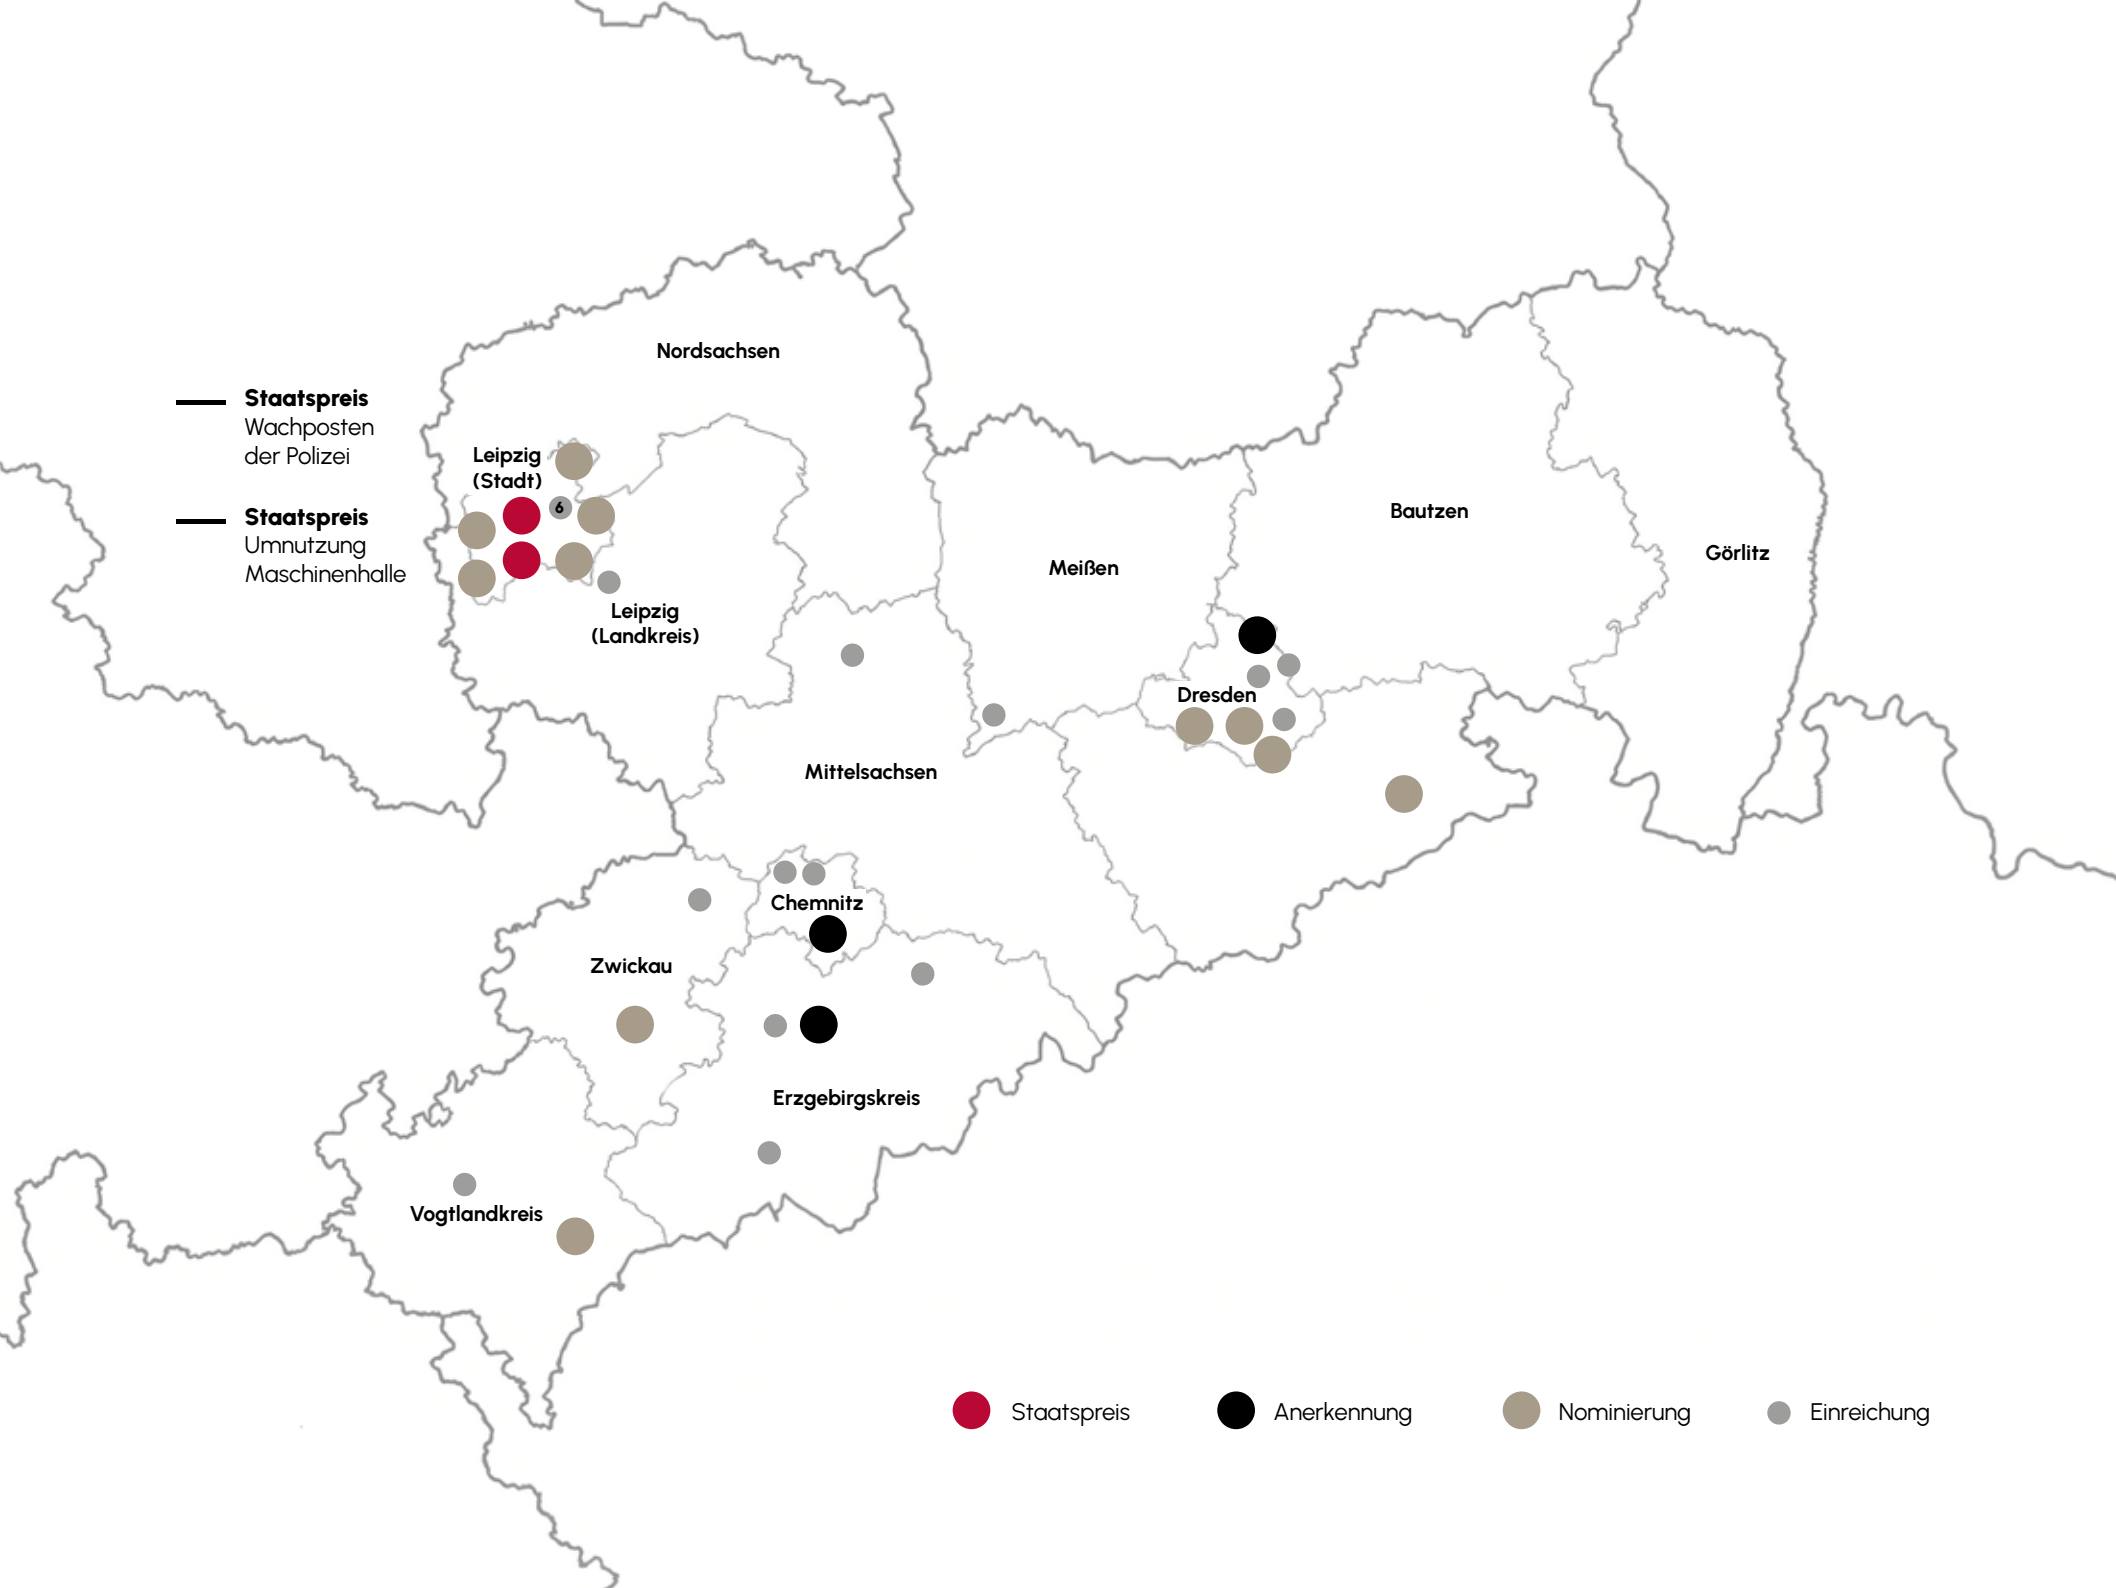 Nordsachsen
Staatspreis
Wachposten
der Polizei
Staatspreis
Umnutzung
Maschinenhalle
Leipzig
(Stadt)
6
Leipzig
(Landkreis)
Meißen
Bautzen
Görlitz
Dresden
Mittelsachsen
Chemnitz
Zwickau
Erzgebirgskreis
Vogtlandkreis
Staatspreis
Anerkennung
Nominierung
Einreichung